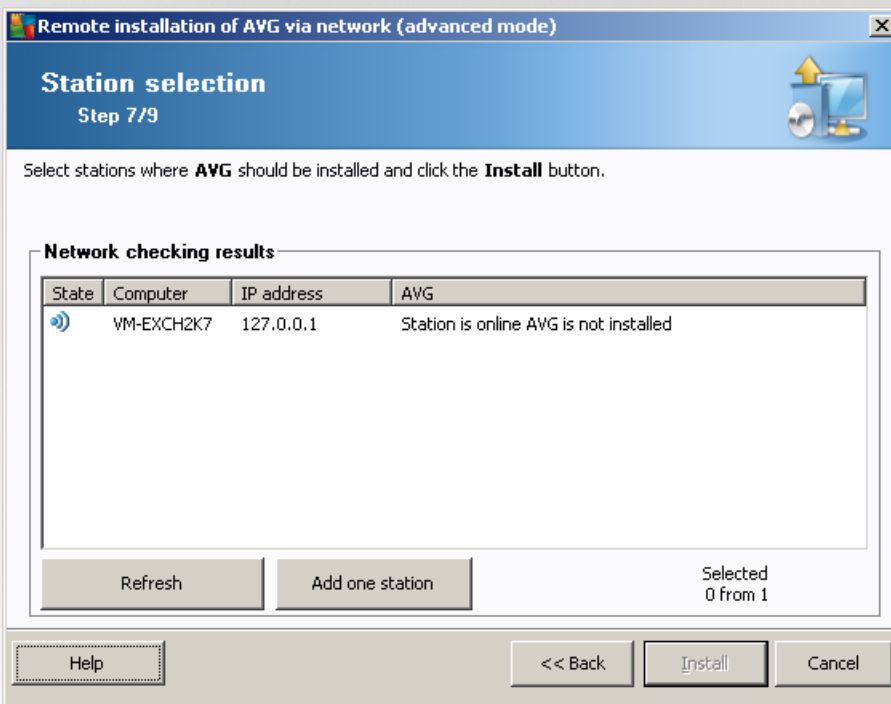 Remote installation of AVG via network (advanced mode)
Station selection
Step 7/9
Select stations where AVG should be installed and click the Install button.
Network checking results
State Computer IP address AVG
VM-EXCH2K7 127.0.0.1 Station is online AVG is not installed
Refresh Add one station Selected
0 from 1
Help << Back Install Cancel